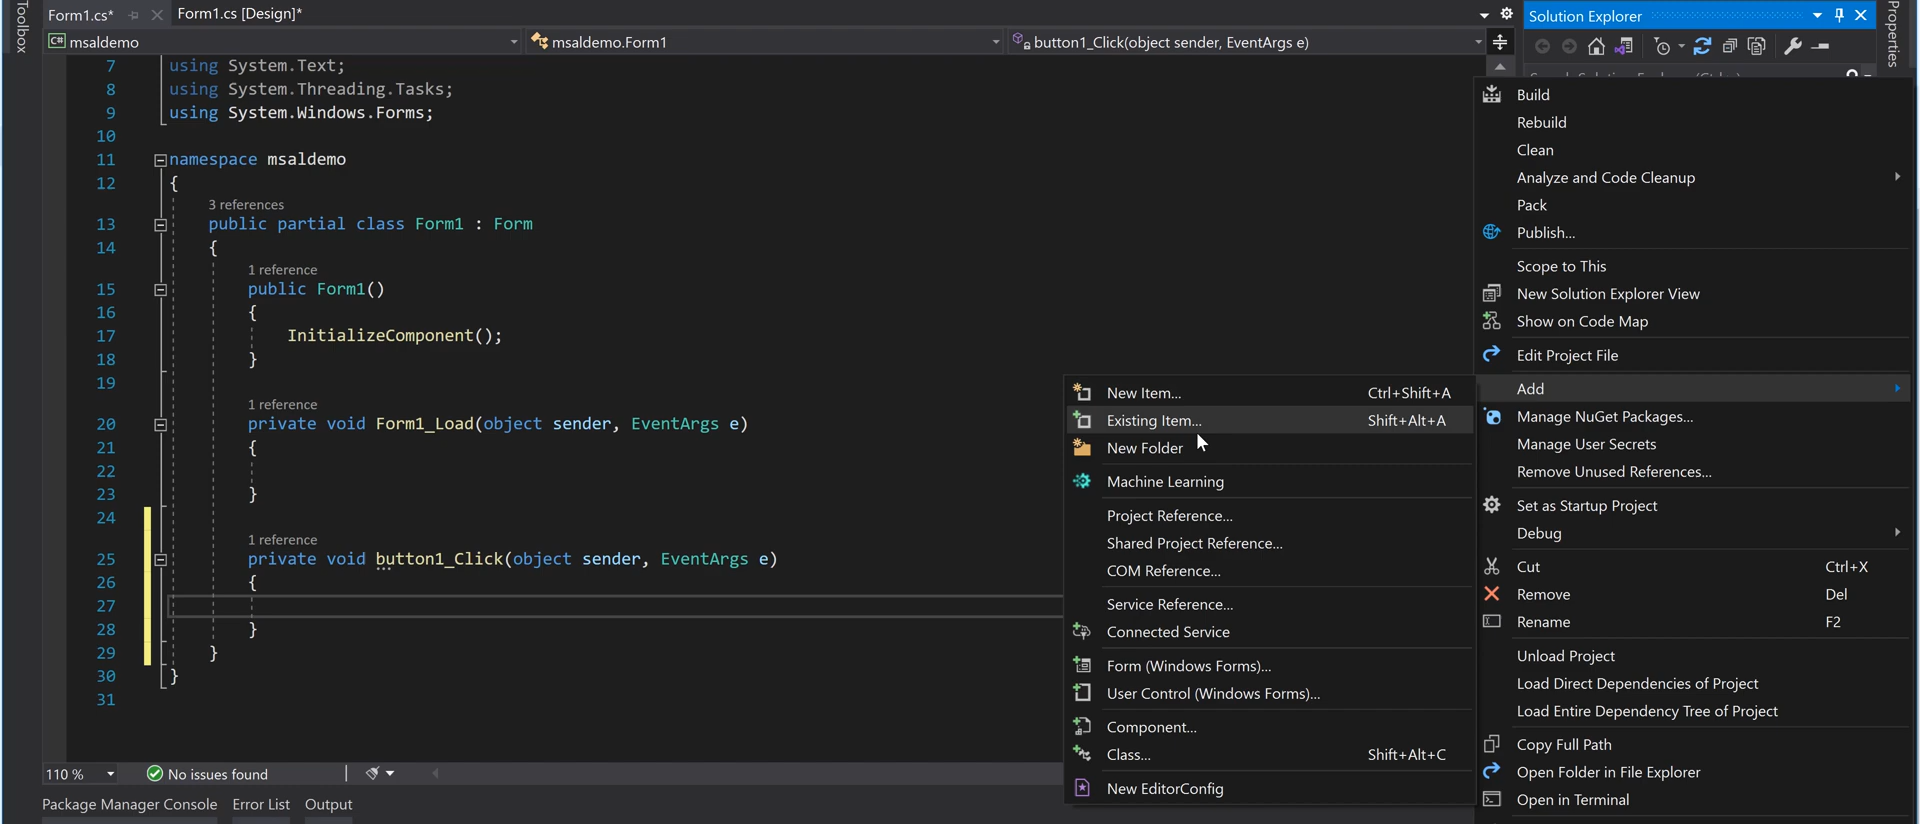 Toolbox
Form1.cs*
Form1.cs [Design]*
Solution Explorer
Properties
msaldemo
msaldemo.Form1
button1_Click(object sender, EventArgs e)
7 using System.Text;
8 using System.Threading.Tasks;
9 using System.Windows.Forms;
10
11 namespace msaldemo
12 {
3 references
13 public partial class Form1 : Form
14 {
1 reference
15 public Form1()
16 {
17 InitializeComponent();
18 }
19
1 reference
20 private void Form1_Load(object sender, EventArgs e)
21 {
22
23 }
24
1 reference
25 private void button1_Click(object sender, EventArgs e)
26 {
27
28 }
29 }
30 }
31
110 %
No issues found
Package Manager Console Error List Output
New Item... Ctrl+Shift+A
Existing Item... Shift+Alt+A
New Folder
Machine Learning
Project Reference...
Shared Project Reference...
COM Reference...
Service Reference...
Connected Service
Form (Windows Forms)...
User Control (Windows Forms)...
Component...
Class... Shift+Alt+C
New EditorConfig
Build
Rebuild
Clean
Analyze and Code Cleanup
Pack
Publish...
Scope to This
New Solution Explorer View
Show on Code Map
Edit Project File
Add
Manage NuGet Packages...
Manage User Secrets
Remove Unused References...
Set as Startup Project
Debug
Cut Ctrl+X
Remove Del
Rename F2
Unload Project
Load Direct Dependencies of Project
Load Entire Dependency Tree of Project
Copy Full Path
Open Folder in File Explorer
Open in Terminal